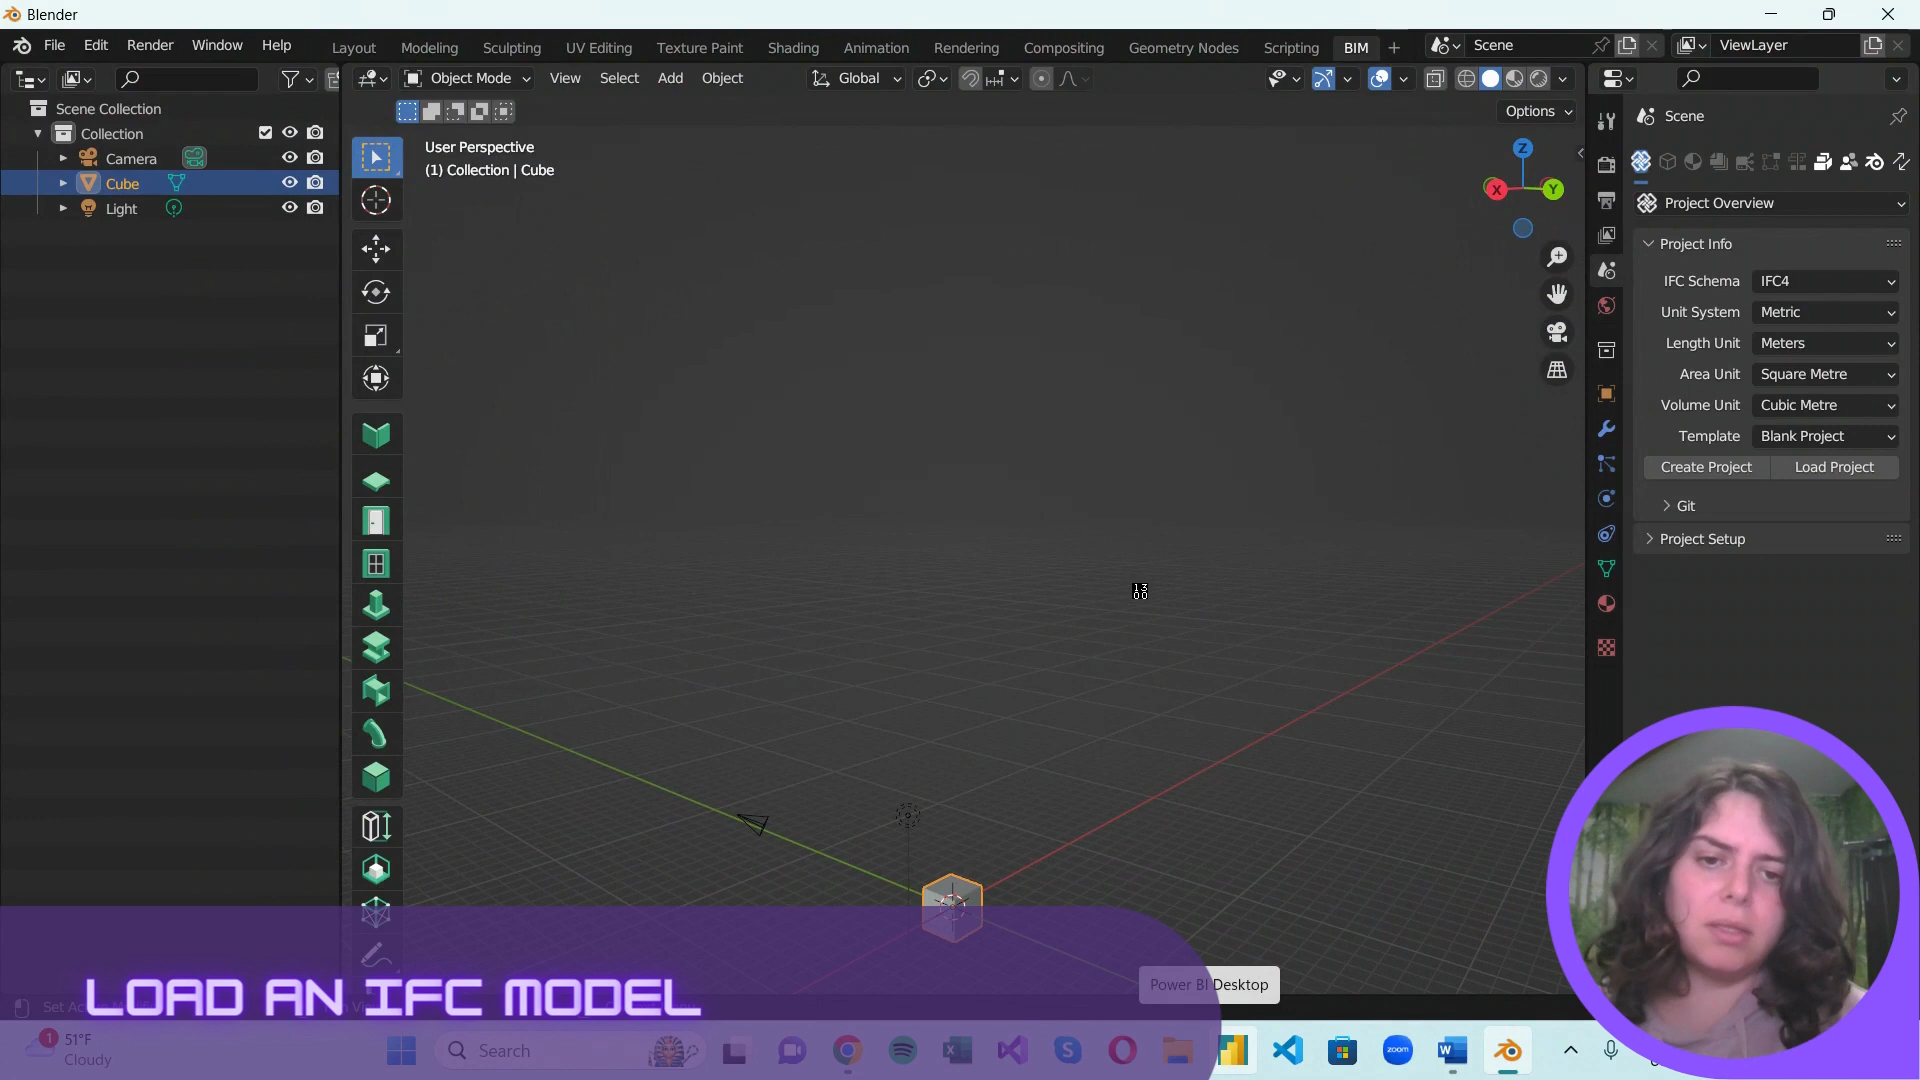 Blender
File Edit Render Window Help Layout Modeling Sculpting UV Editing Texture Paint Shading Animation Rendering Compositing Geometry Nodes Scripting BIM + Scene ViewLayer
Object Mode View Select Add Object Global
Options
Scene Collection
Collection
Camera
Cube
Light
User Perspective
(1) Collection | Cube
Z
X
Y
Scene
Project Overview
Project Info
IFC Schema IFC4
Unit System Metric
Length Unit Meters
Area Unit Square Metre
Volume Unit Cubic Metre
Template Blank Project
Create Project Load Project
Git
Project Setup
13
00
Power BI Desktop
LOAD AN IFC MODEL
1
51°F
Cloudy
Search
zoom